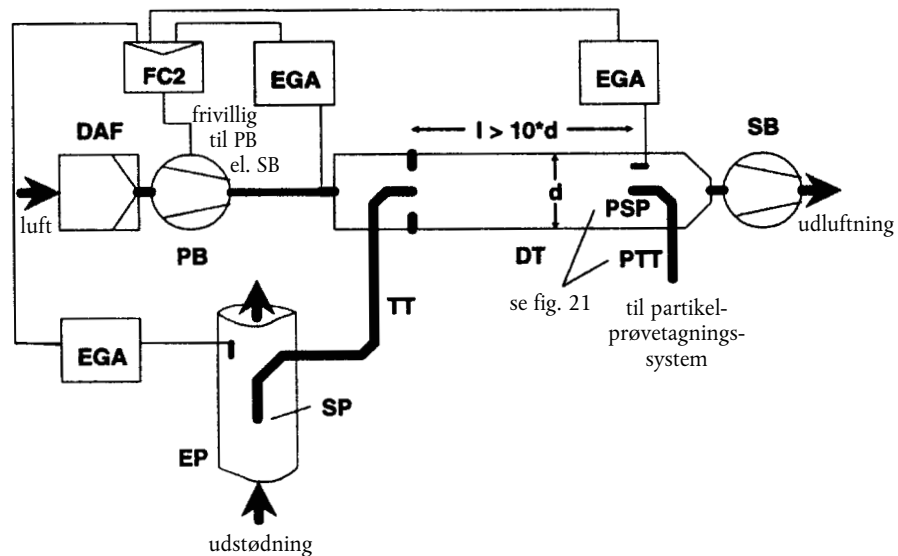 FC2
EGA
EGA
frivillig
til PB
el. SB
DAF
l > 10*d
SB
luft
d
PSP
udluftning
PB
DT
PTT
se fig. 21
til partikel-
prøvetagnings-
system
TT
EGA
SP
EP
udstødning